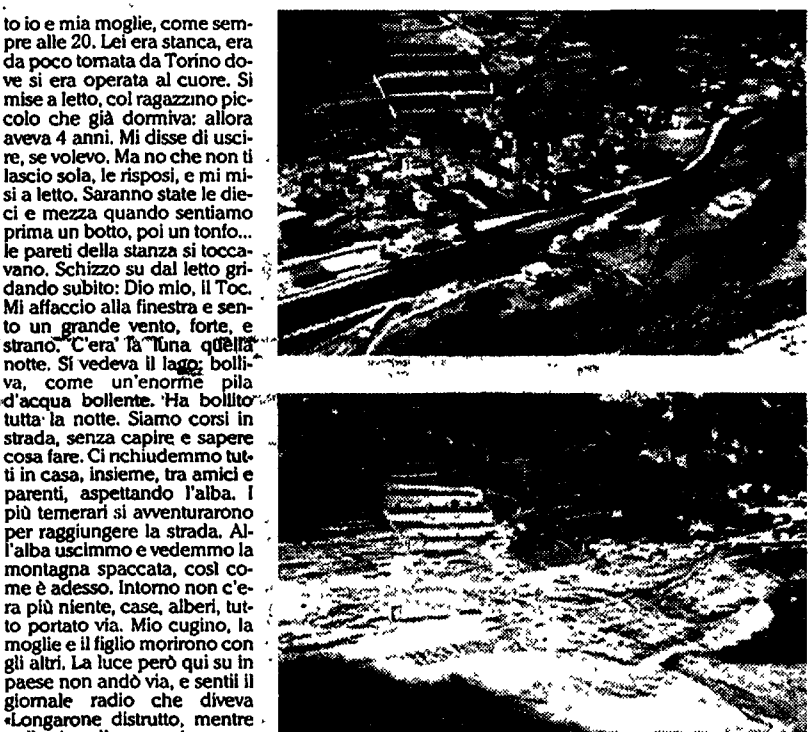 to io e mia moglie, come sem-
pre alle 20. Lei era stanca, era
da poco tornata da Torino do-
ve si era operata al cuore. Si
mise a letto, col ragazzino pic-
colo che già dormiva: allora
aveva 4 anni. Mi disse di usci-
re, se volevo. Ma no che non ti
lascio sola, le risposi, e mi mi-
si a letto. Saranno state le die-
ci e mezza quando sentiamo
prima un botto, poi un tonfo...
le pareti della stanza si tocca-
vano. Schizzo su dal letto gri-
dando subito: Dio mio, il Toc.
Mi affaccio alla finestra e sen-
to un grande vento, forte, e
strano. C'era la luna quella
notte. Si vedeva il lago: bolli-
va, come un'enorme pila
d'acqua bollente. Ha bollito
tutta la notte. Siamo corsi in
strada, senza capire e sapere
cosa fare. Ci richiudemmo tut-
ti in casa, insieme, tra amici e
parenti, aspettando l'alba. I
più temerari si avventurarono
per raggiungere la strada. Al-
l'alba uscimmo e vedemmo la
montagna spaccata, così co-
me è adesso. Intorno non c'e-
ra più niente, case, alberi, tut-
to portato via. Mio cugino, la
moglie e il figlio morirono con
gli altri. La luce però qui su in
paese non andò via, e sentii il
giornale radio che diveva
«Longarone distrutto, mentre